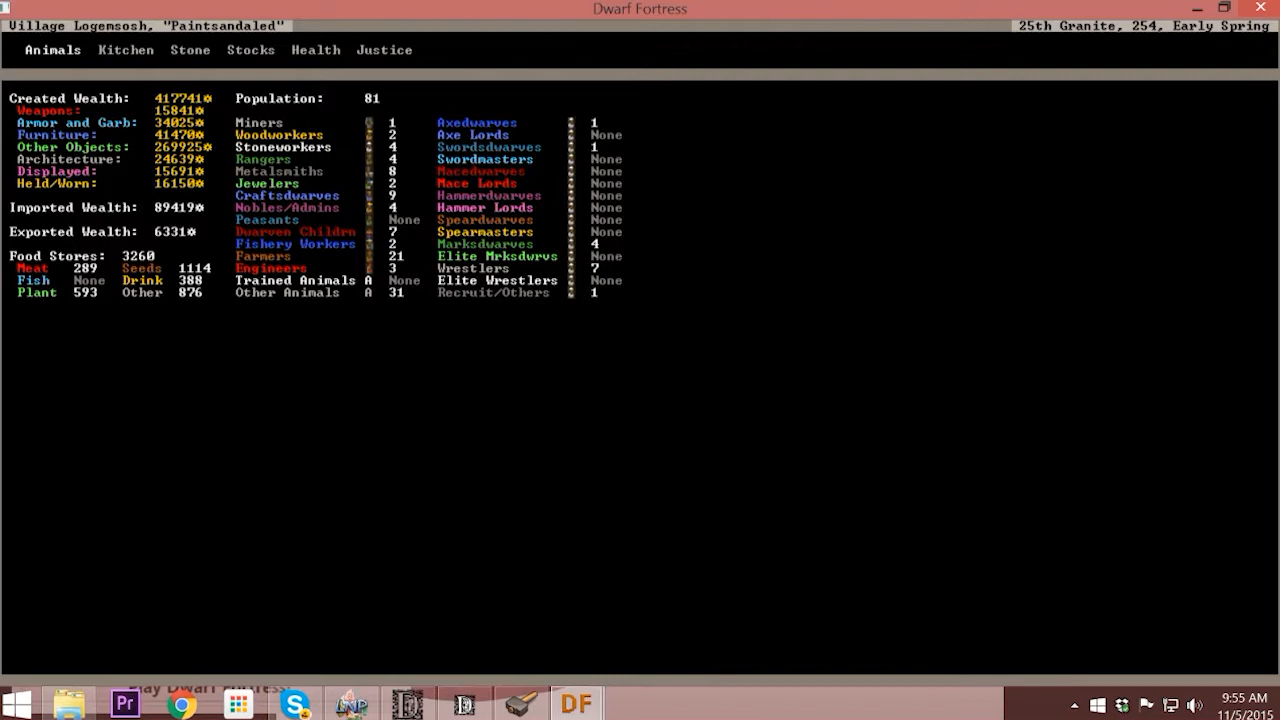 Dwarf Fortress
Village Logemsosh, "Paintsandaled" 25th Granite, 254, Early Spring
Animals Kitchen Stone Stocks Health Justice
Created Wealth: 417741☼ Population: 81
Weapons: 15841☼
Armor and Garb: 34025☼ Miners 1 Axedwarves 1
Furniture: 41470☼ Woodworkers 2 Axe Lords None
Other Objects: 269925☼ Stoneworkers 4 Swordsdwarves 1
Architecture: 24639☼ Rangers 4 Swordmasters None
Displayed: 15691☼ Metalsmiths 8 Macedwarves None
Held/Worn: 16150☼ Jewelers 2 Mace Lords None
Craftsdwarves 9 Hammerdwarves None
Imported Wealth: 89419☼ Nobles/Admins 4 Hammer Lords None
Peasants None Speardwarves None
Exported Wealth: 6331☼ Dwarven Childrn 7 Spearmasters None
Fishery Workers 2 Marksdwarves 4
Food Stores: 3260 Farmers 21 Elite Mrksdwrvs None
Meat 289 Seeds 1114 Engineers 3 Wrestlers 7
Fish None Drink 388 Trained Animals A None Elite Wrestlers None
Plant 593 Other 876 Other Animals A 31 Recruit/Others 1
Play Dwarf Fortress
Pr
S
LNP
D
D
DF
9:55 AM
11/5/2015